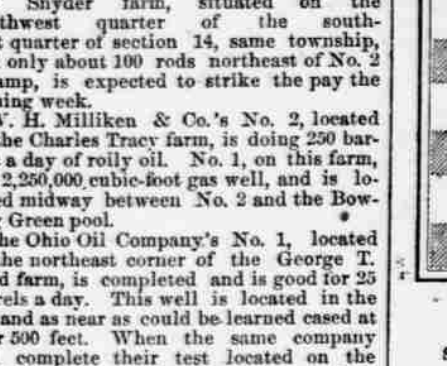 Snyder farm, situated on the
thwest quarter of the south-
t quarter of section 14, same township,
only about 100 rods northeast of No. 2
amp, is expected to strike the pay the
ing week.
V. H. Milliken & Co.'s No. 2, located
he Charles Tracy farm, is doing 250 bar-
a day of roily oil. No. 1, on this farm,
2,250,000 cubic-foot gas well, and is lo-
ed midway between No. 2 and the Bow-
Green pool.
he Ohio Oil Company's No. 1, located
he northeast corner of the George T.
d farm, is completed and is good for 25
rels a day. This well is located in the
and as near as could be learned cased at
r 500 feet. When the same company
complete their test located on the